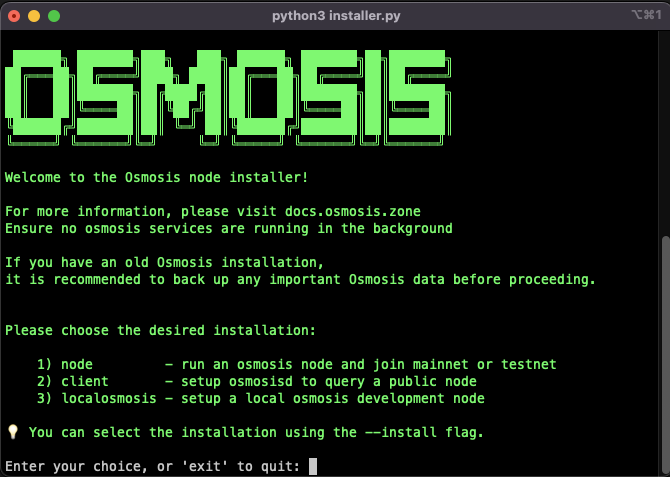 python3 installer.py
⌥⌘1
OSMOSIS
Welcome to the Osmosis node installer!
For more information, please visit docs.osmosis.zone
Ensure no osmosis services are running in the background
If you have an old Osmosis installation,
it is recommended to back up any important Osmosis data before proceeding.
Please choose the desired installation:
1) node - run an osmosis node and join mainnet or testnet
2) client - setup osmosisd to query a public node
3) localosmosis - setup a local osmosis development node
💡 You can select the installation using the --install flag.
Enter your choice, or 'exit' to quit: